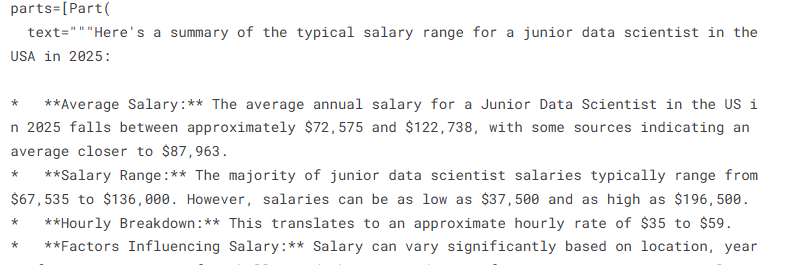 parts=[Part(
  text="""Here's a summary of the typical salary range for a junior data scientist in the
USA in 2025:

*   **Average Salary:** The average annual salary for a Junior Data Scientist in the US i
n 2025 falls between approximately $72,575 and $122,738, with some sources indicating an
average closer to $87,963.
*   **Salary Range:** The majority of junior data scientist salaries typically range from
$67,535 to $136,000. However, salaries can be as low as $37,500 and as high as $196,500.
*   **Hourly Breakdown:** This translates to an approximate hourly rate of $35 to $59.
*   **Factors Influencing Salary:** Salary can vary significantly based on location, year